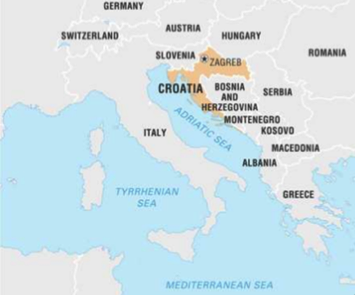 GERMANY
AUSTRIA
SWITZERLAND
HUNGARY
SLOVENIA
ROMANIA
ZAGREB
CROATIA
BOSNIA
AND
HERZEGOVINA
SERBIA
ADRIATIC SEA
MONTENEGRO
KOSOVO
ITALY
MACEDONIA
ALBANIA
TYRRHENIAN
SEA
GREECE
MEDITERRANEAN SEA